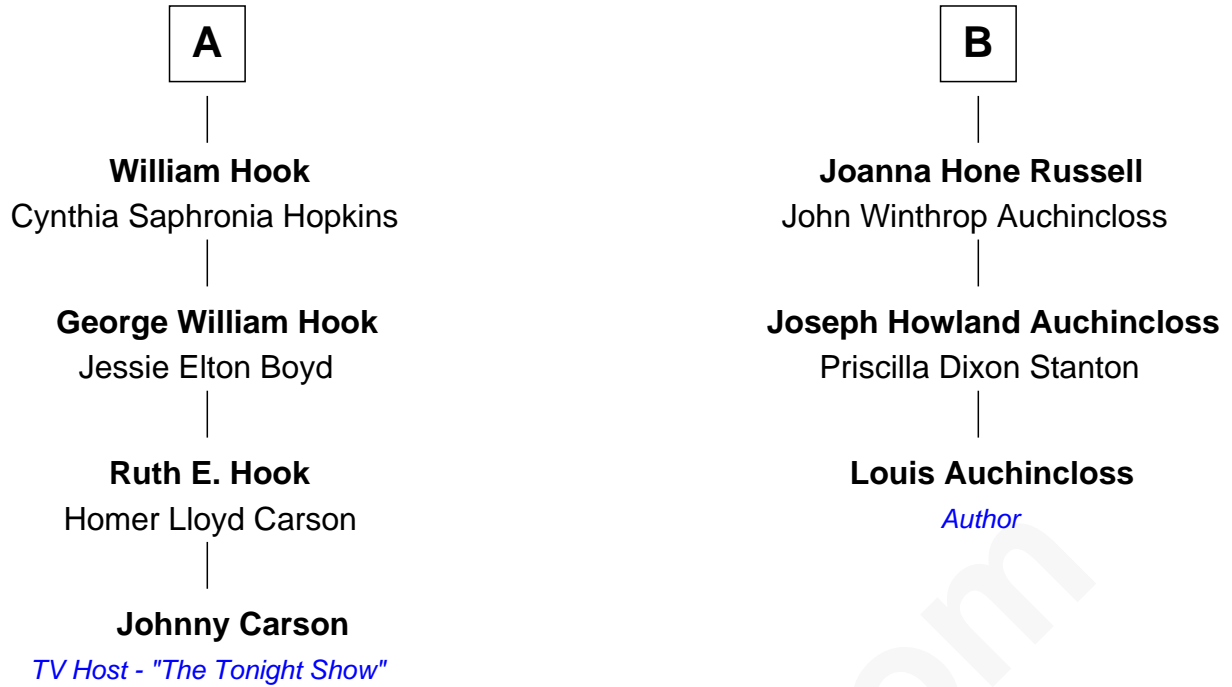 A
William Hook
Cynthia Saphronia Hopkins
George William Hook
Jessie Elton Boyd
Ruth E. Hook
Homer Lloyd Carson
Johnny Carson
TV Host - "The Tonight Show"
B
Joanna Hone Russell
John Winthrop Auchincloss
Joseph Howland Auchincloss
Priscilla Dixon Stanton
Louis Auchincloss
Author
om